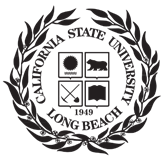 CALIFORNIA STATE UNIVERSITY
1949
LONG BEACH